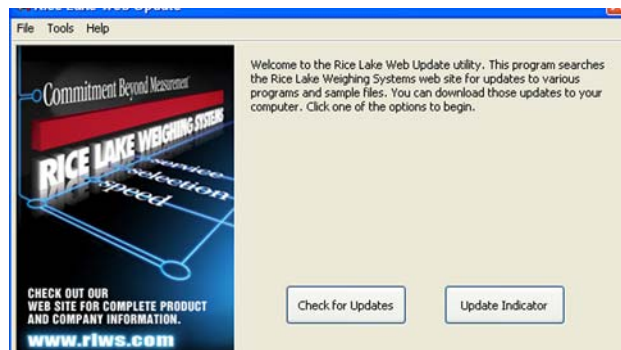 Rice Lake Web Update
File Tools Help
Commitment Beyond Measurement
RICE LAKE WEIGHING SYSTEMS
service
selection
speed
CHECK OUT OUR
WEB SITE FOR COMPLETE PRODUCT
AND COMPANY INFORMATION.
www.rlws.com
Welcome to the Rice Lake Web Update utility. This program searches
the Rice Lake Weighing Systems web site for updates to various
programs and sample files. You can download those updates to your
computer. Click one of the options to begin.
Check for Updates
Update Indicator